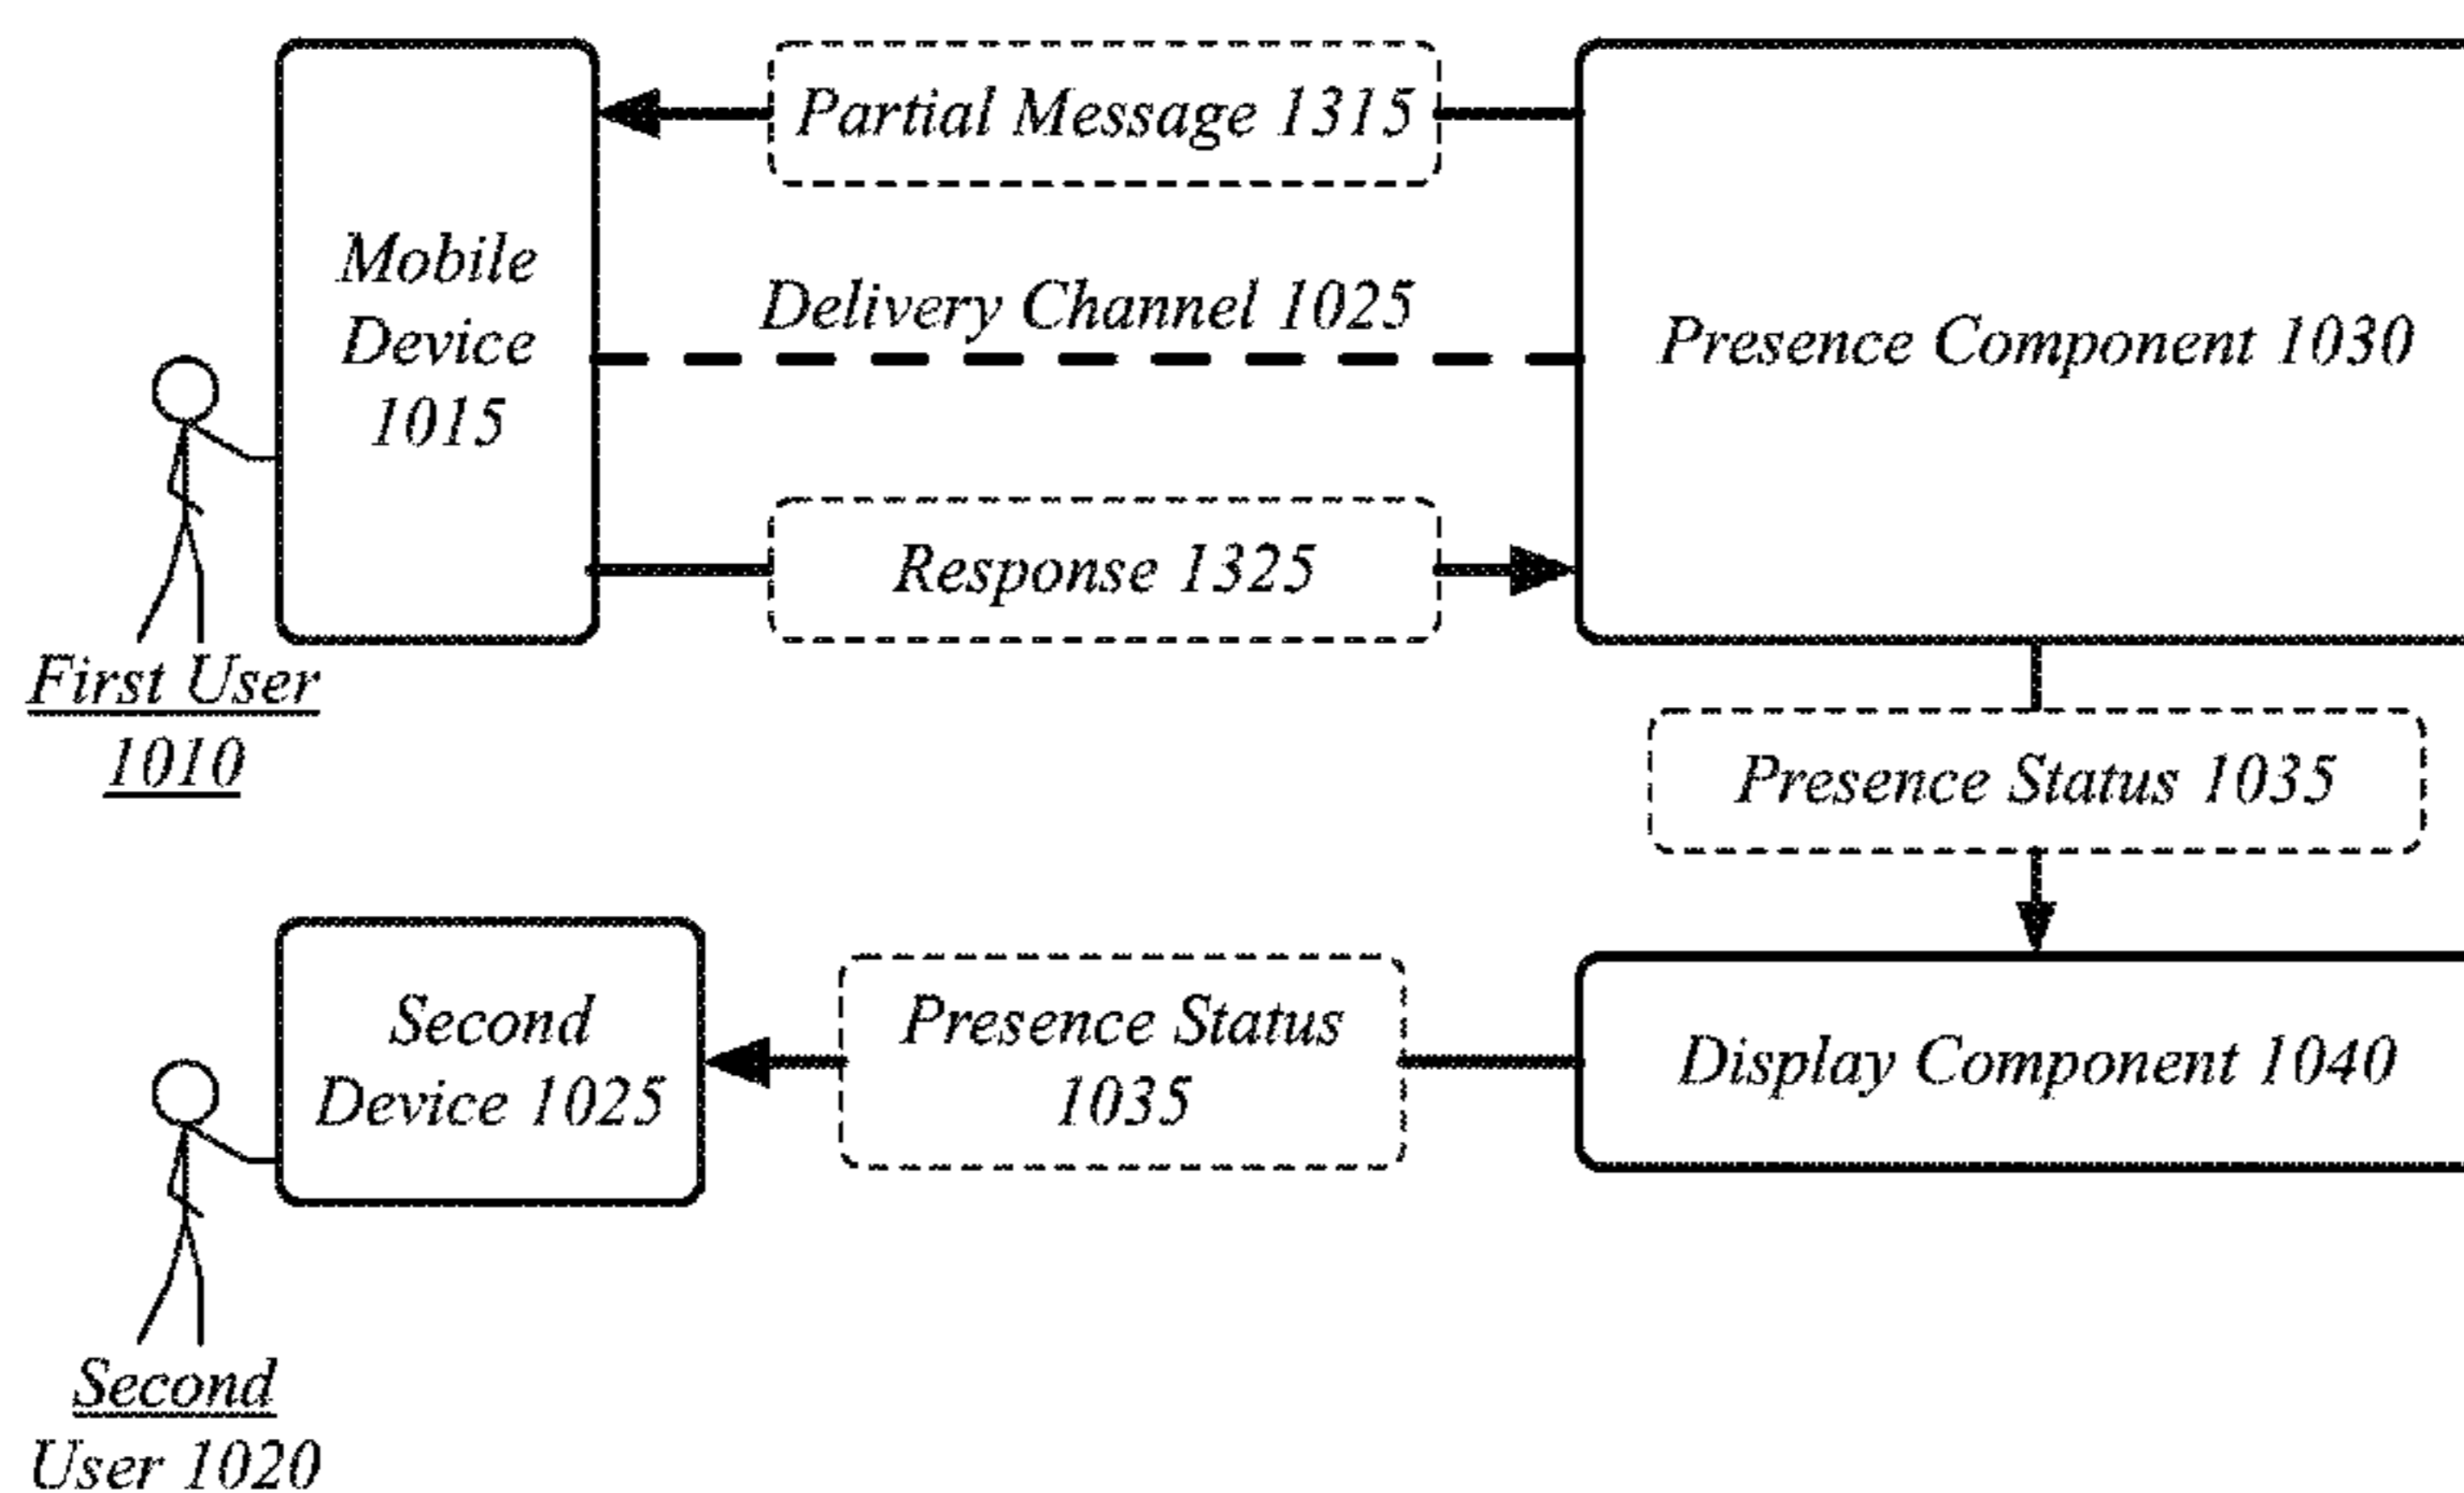 Partial Message 1315
Mobile
Device
1015
Delivery Channel 1025
Presence Component 1030
Response 1325
First User
1010
Presence Status 1035
Second
Device 1025
Presence Status
1035
Display Component 1040
Second
User 1020